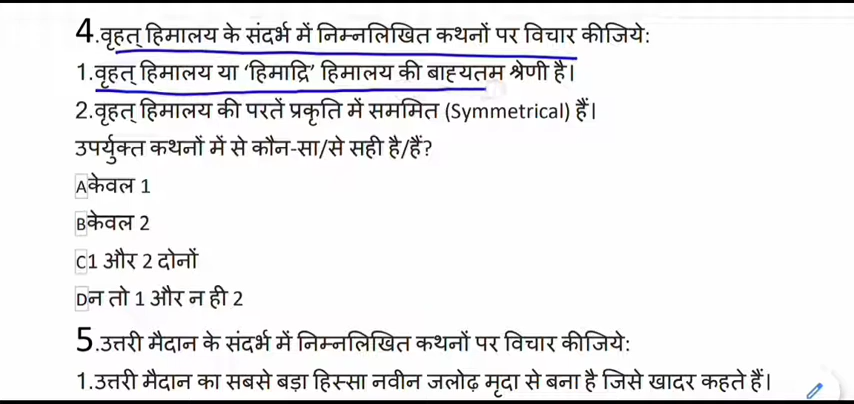 4.वृहत् हिमालय के संदर्भ में निम्नलिखित कथनों पर विचार कीजिये:
1.वृहत् हिमालय या ‘हिमाद्रि’ हिमालय की बाह्यतम श्रेणी है।
2.वृहत् हिमालय की परतें प्रकृति में सममित (Symmetrical) हैं।
उपर्युक्त कथनों में से कौन-सा/से सही है/हैं?
Aकेवल 1
Bकेवल 2
C1 और 2 दोनों
Dन तो 1 और न ही 2
5.उत्तरी मैदान के संदर्भ में निम्नलिखित कथनों पर विचार कीजिये:
1.उत्तरी मैदान का सबसे बड़ा हिस्सा नवीन जलोढ़ मृदा से बना है जिसे खादर कहते हैं।